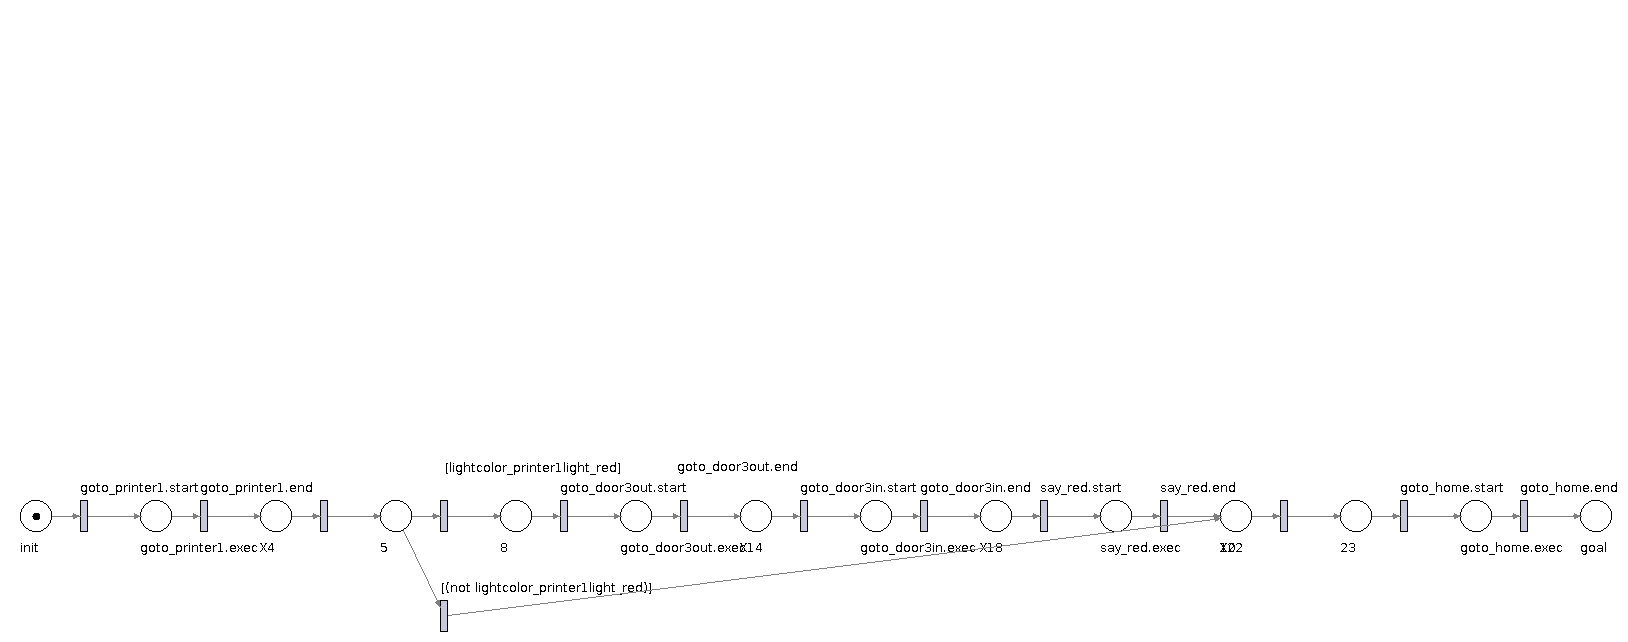 [lightcolor_printer1light_red]
goto_door3out.end
goto_printer1.start
goto_printer1.end
goto_door3out.start
goto_door3in.start
goto_door3in.end
say_red.start
say_red.end
goto_home.start
goto_home.end
init
goto_printer1.exec
X4
5
8
goto_door3out.exec
X14
goto_door3in.exec
X18
say_red.exec
23
goto_home.exec
goal
[(not lightcolor_printer1light_red)]